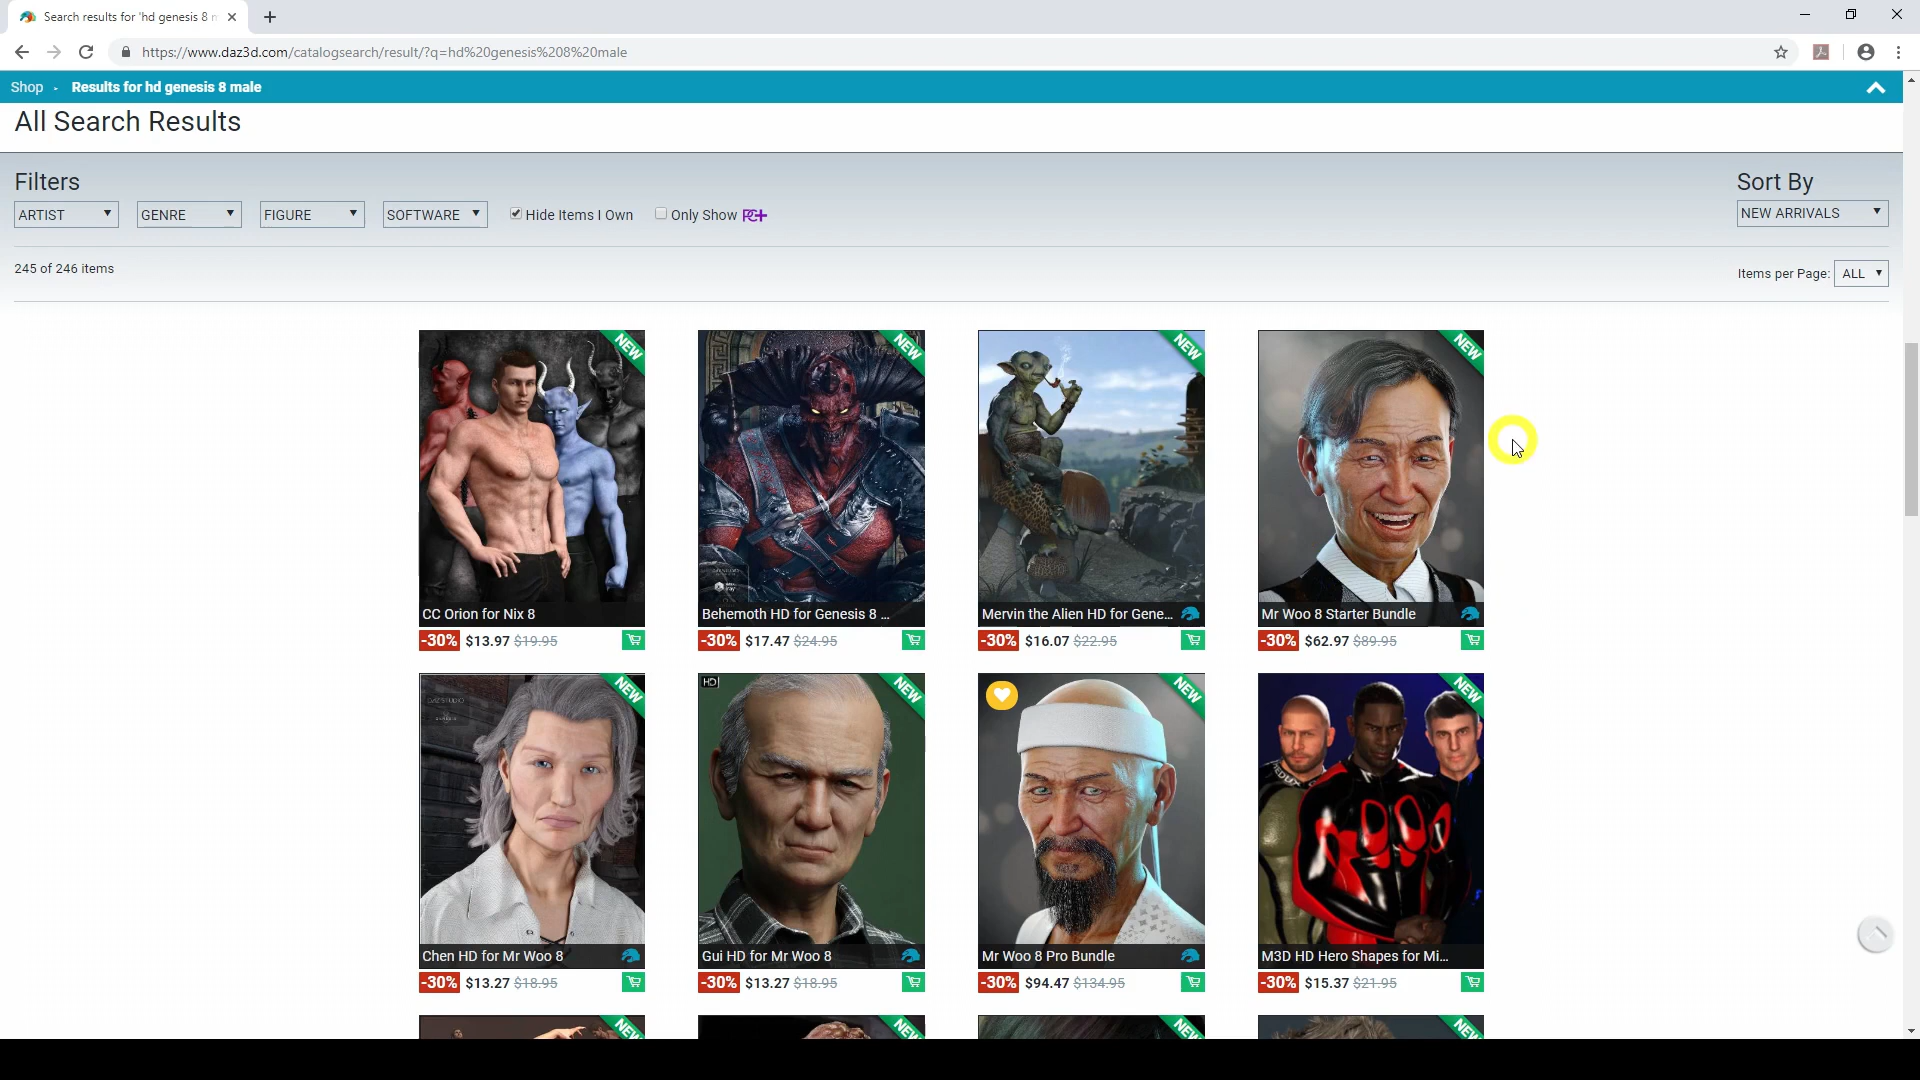 Search results for 'hd genesis 8 m
https://www.daz3d.com/catalogsearch/result/?q=hd%20genesis%208%20male
Shop
Results for hd genesis 8 male
All Search Results
Filters
Sort By
ARTIST
GENRE
FIGURE
SOFTWARE
Hide Items I Own
Only Show PC+
NEW ARRIVALS
245 of 246 items
Items per Page: ALL
NEW
NEW
NEW
NEW
CC Orion for Nix 8
Behemoth HD for Genesis 8 ...
Mervin the Alien HD for Gene...
Mr Woo 8 Starter Bundle
-30% $13.97 $19.95
-30% $17.47 $24.95
-30% $16.07 $22.95
-30% $62.97 $89.95
NEW
HD
NEW
NEW
NEW
DAZ STUDIO
Chen HD for Mr Woo 8
Gui HD for Mr Woo 8
Mr Woo 8 Pro Bundle
M3D HD Hero Shapes for Mi...
-30% $13.27 $18.95
-30% $13.27 $18.95
-30% $94.47 $134.95
-30% $15.37 $21.95
NEW
NEW
NEW
NEW